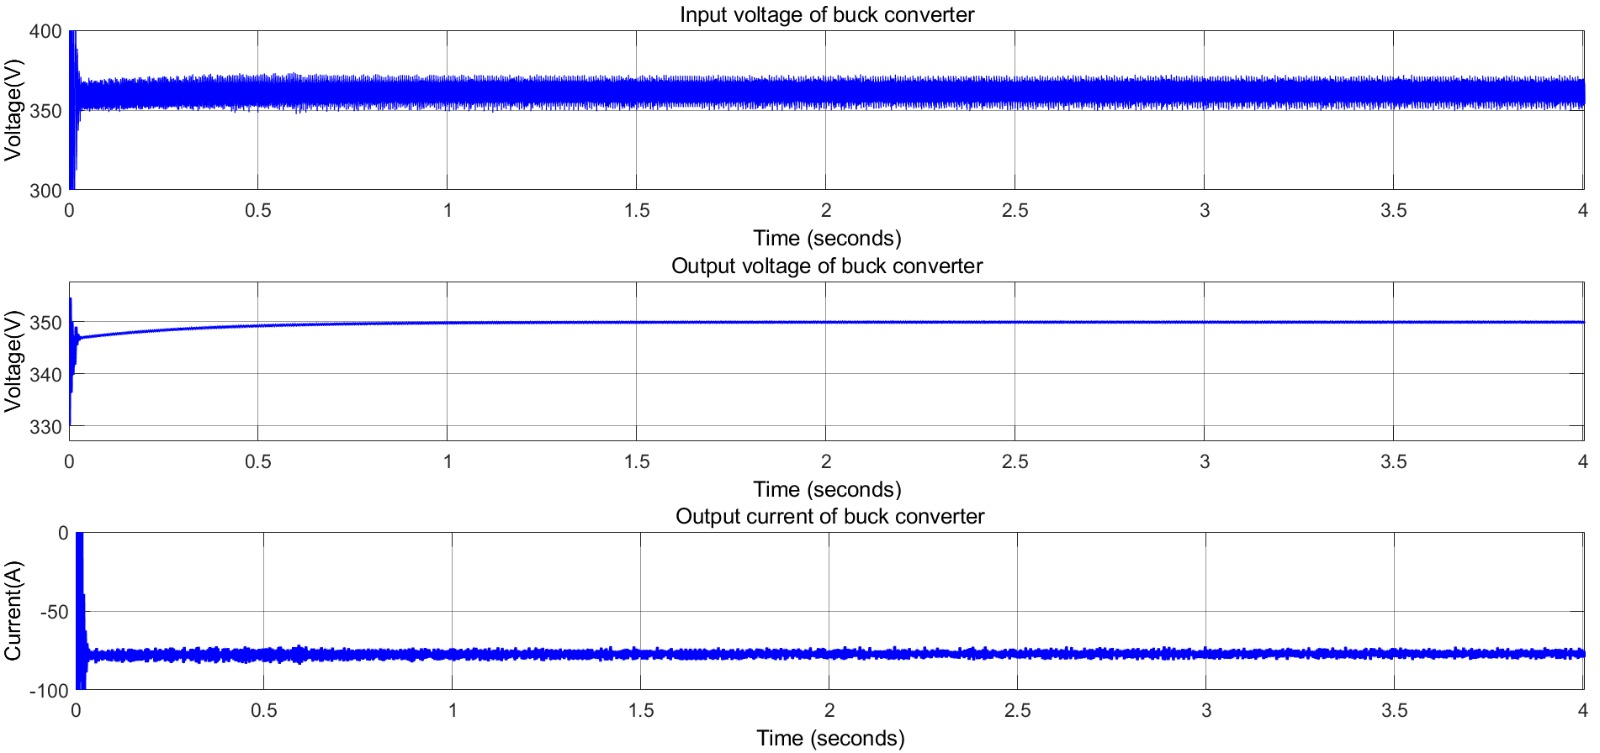 Input voltage of buck converter
Voltage(V)
400
350
300
0 0.5 1 1.5 2 2.5 3 3.5 4
Time (seconds)
Output voltage of buck converter
Voltage(V)
350
340
330
0 0.5 1 1.5 2 2.5 3 3.5 4
Time (seconds)
Output current of buck converter
Current(A)
0
-50
-100
0 0.5 1 1.5 2 2.5 3 3.5 4
Time (seconds)